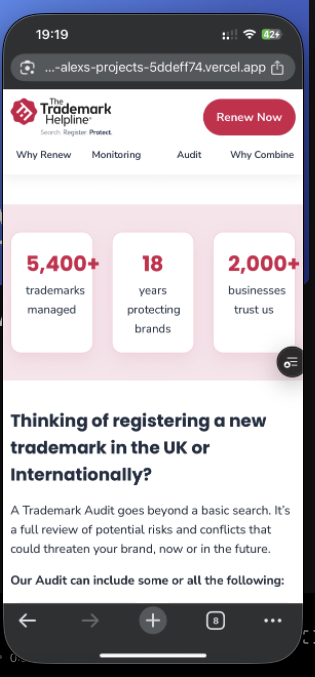 19:19
42
...-alexs-projects-5ddeff74.vercel.app
The
Trademark
Helpline
Search. Register. Protect.
Renew Now
Why Renew
Monitoring
Audit
Why Combine
5,400+
trademarks
managed
18
years
protecting
brands
2,000+
businesses
trust us
Thinking of registering a new
trademark in the UK or
Internationally?
A Trademark Audit goes beyond a basic search. It's
a full review of potential risks and conflicts that
could threaten your brand, now or in the future.
Our Audit can include some or all the following:
8